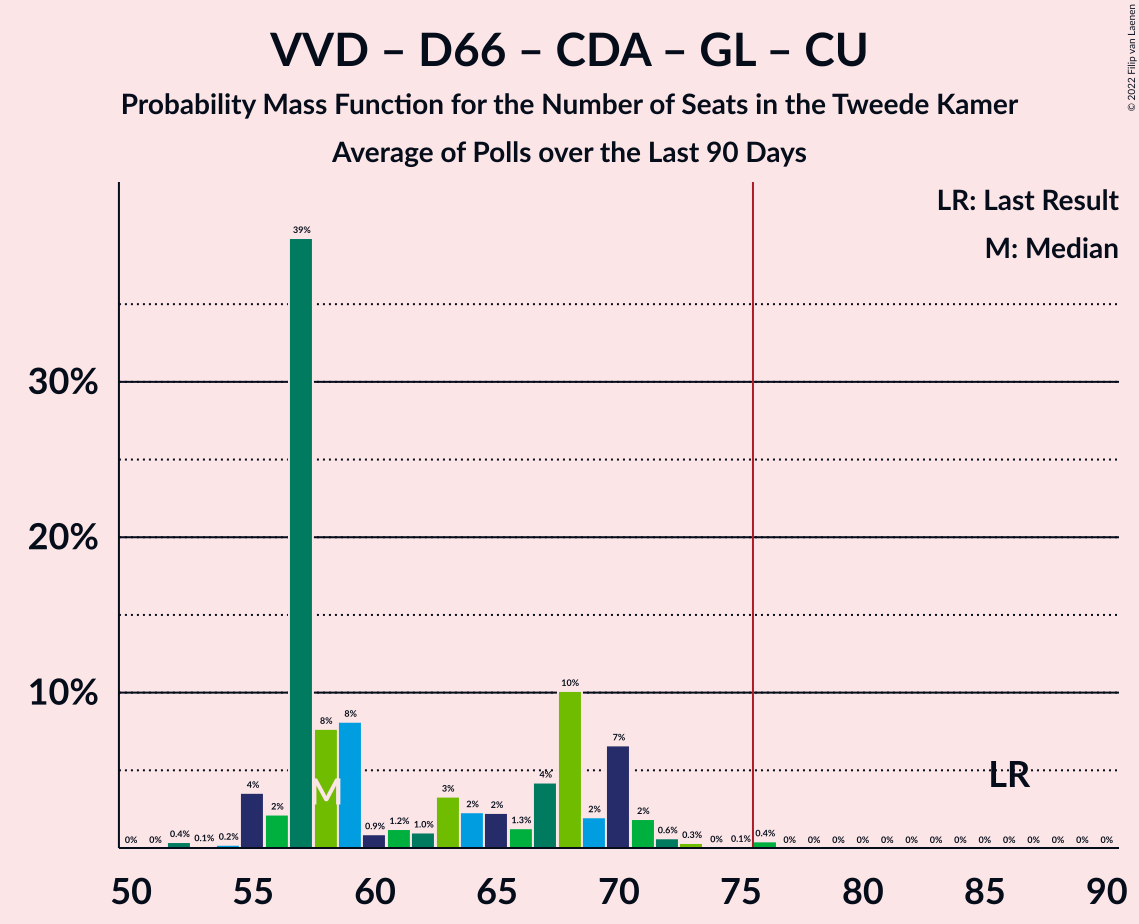 VVD – D66 – CDA – GL – CU
Probability Mass Function for the Number of Seats in the Tweede Kamer
Average of Polls over the Last 90 Days
© 2022 Filip van Laenen
LR: Last Result
M: Median
30%
20%
10%
0% 0% 0.4% 0.1% 0.2% 4% 2% 39% 8% 8% 0.9% 1.2% 1.0% 3% 2% 2% 1.3% 4% 10% 2% 7% 2% 0.6% 0.3% 0% 0.1% 0.4% 0% 0% 0% 0% 0% 0% 0% 0% 0% 0% 0% 0% 0% 0%
M
LR
50 55 60 65 70 75 80 85 90